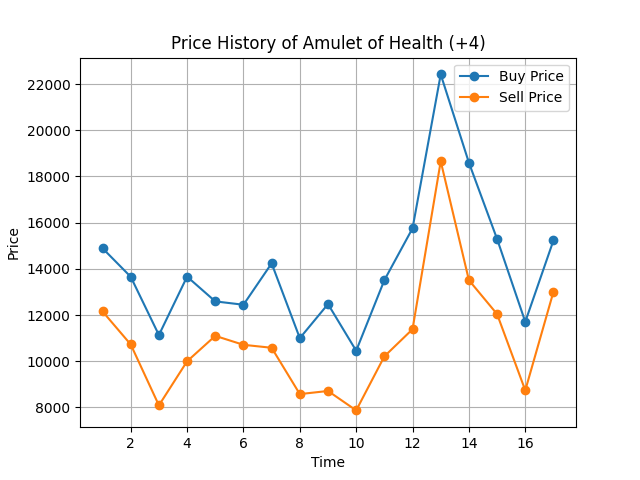 Price History of Amulet of Health (+4)
Buy Price
Sell Price
22000
20000
18000
16000
14000
12000
10000
8000
Price
2 4 6 8 10 12 14 16
Time